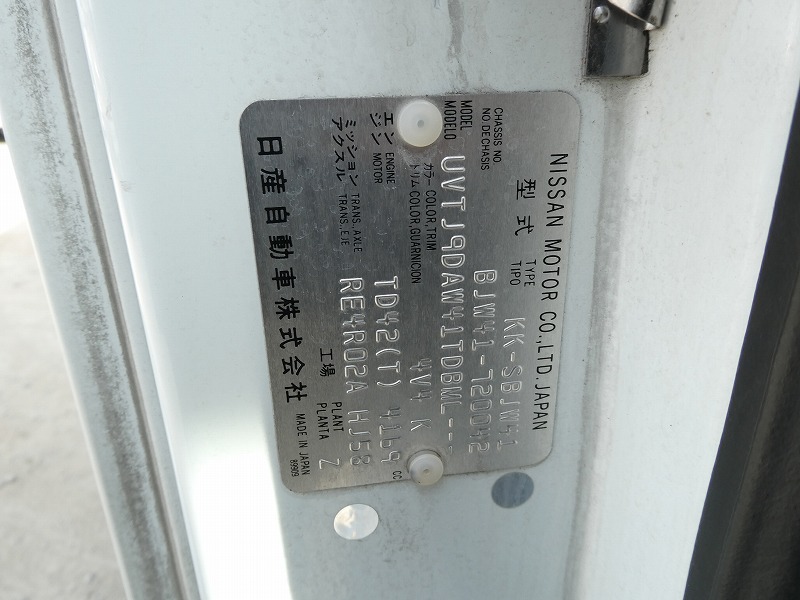 NISSAN MOTOR CO.,LTD.JAPAN
型式 TYPE TIPO KK-SBJW41
CHASSIS NO. NO.DECHASIS BJW41-720042
MODEL MODELO UVTJ9DAW41TDBML---
カラー COLOR,TRIM トリム COLOR,GUARNICION 4V4 K
エンジン ENGINE MOTOR TD42(T) 4169 CC
ミッション TRANS.,AXLE アクスル TRANS.,EJE RE4R02A HJ58
工場 PLANT PLANTA Z
日産自動車株式会社 MADE IN JAPAN
89909